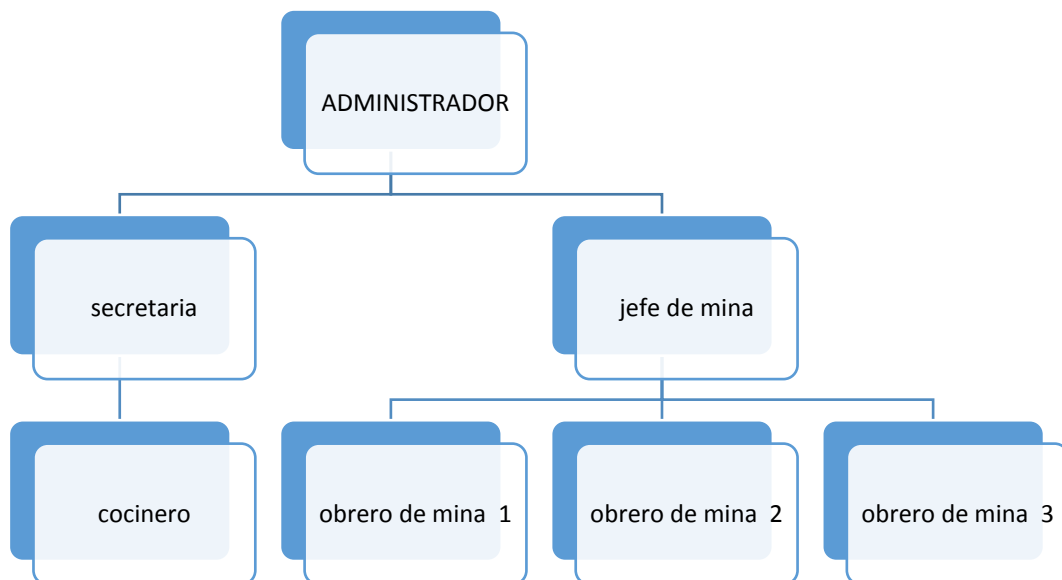 ADMINISTRADOR
secretaria
jefe de mina
cocinero
obrero de mina 1
obrero de mina 2
obrero de mina 3